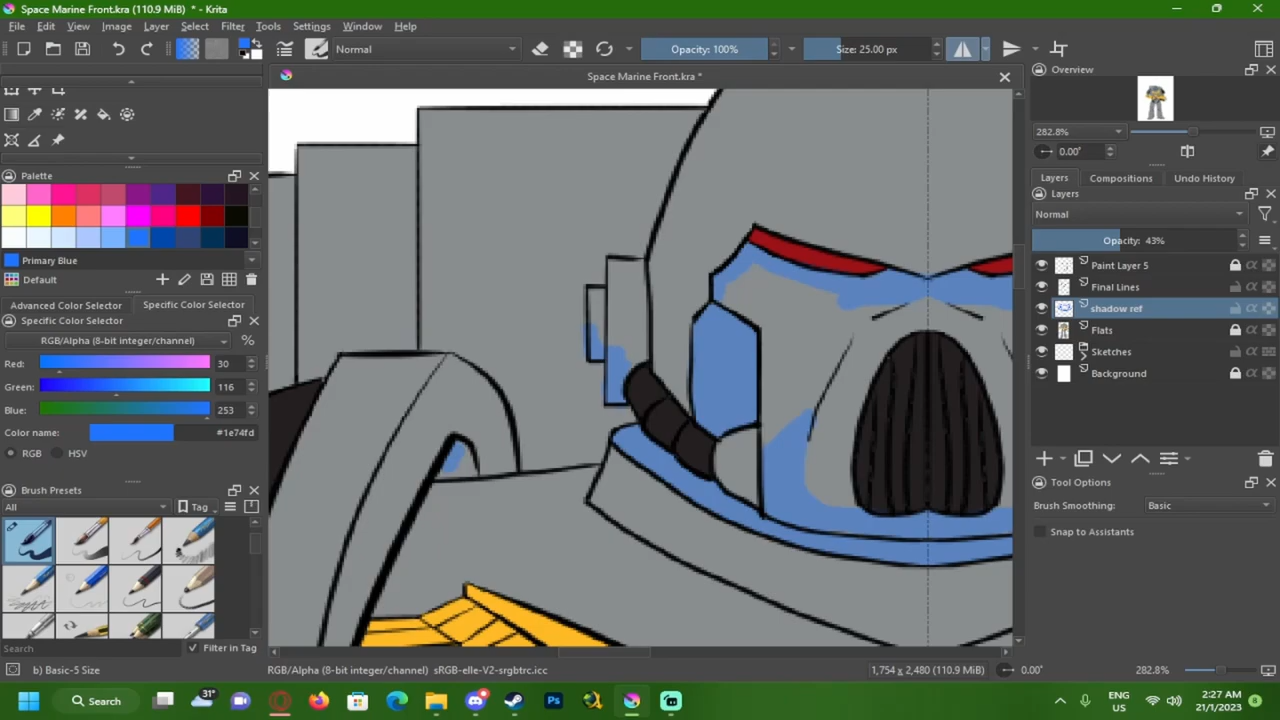 Space Marine Front.kra (110.9 MiB) * - Krita
File Edit View Image Layer Select Filter Tools Settings Window Help
Normal
Opacity: 100%
Size: 25.00 px
Space Marine Front.kra *
Overview
282.8%
0.00°
Layers Compositions Undo History
Layers
Normal
Opacity: 43%
Paint Layer 5
Final Lines
shadow ref
Flats
Sketches
Background
Tool Options
Brush Smoothing: Basic
Snap to Assistants
Palette
Primary Blue
Default
Advanced Color Selector Specific Color Selector
Specific Color Selector
RGB/Alpha (8-bit integer/channel) %
Red: 30
Green: 116
Blue: 253
Color name: #1e74fd
RGB HSV
Brush Presets
All Tag
Search Filter in Tag
b) Basic-5 Size RGB/Alpha (8-bit integer/channel) sRGB-elle-V2-srgbtrc.icc 1,754 x 2,480 (110.9 MiB) 0.00° 282.8%
Search 31° Ps ENG US 2:27 AM 21/1/2023 8